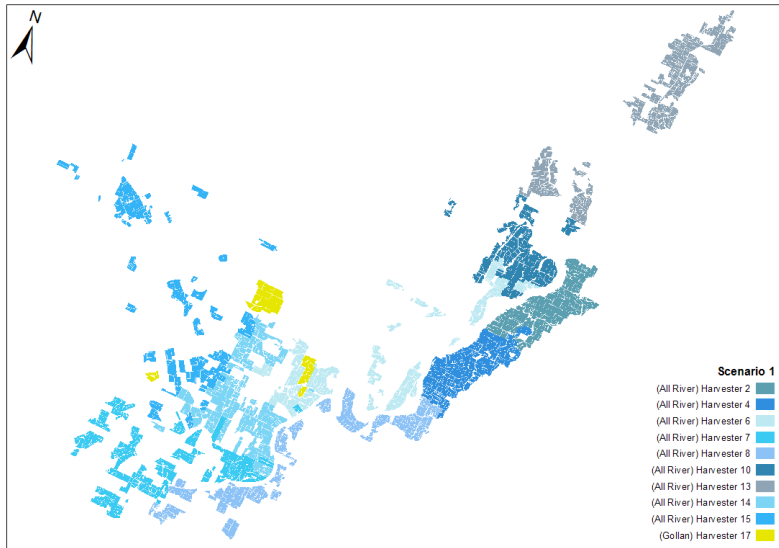 N
Scenario 1
(All River) Harvester 2
(All River) Harvester 4
(All River) Harvester 6
(All River) Harvester 7
(All River) Harvester 8
(All River) Harvester 10
(All River) Harvester 13
(All River) Harvester 14
(All River) Harvester 15
(Gollan) Harvester 17